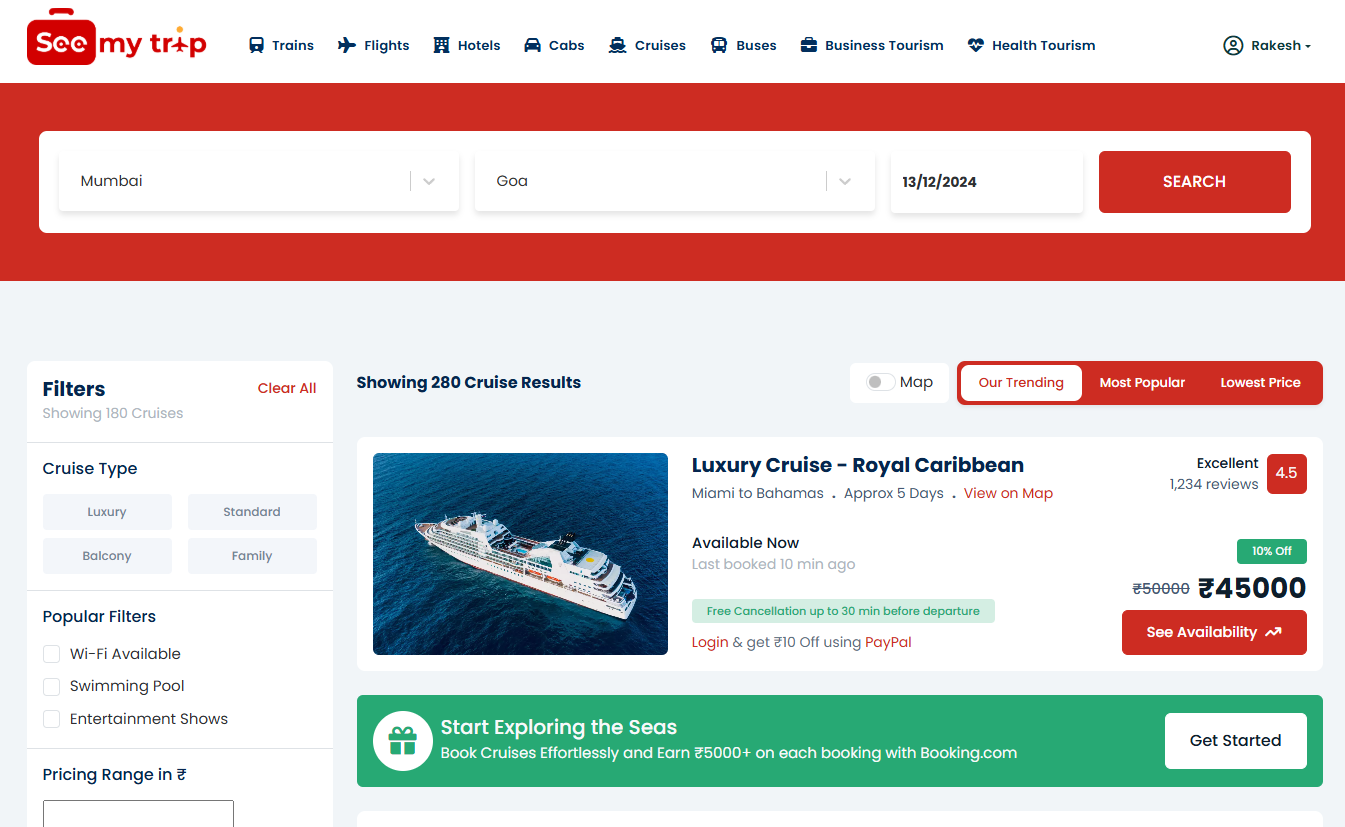 See my trip
Trains Flights Hotels Cabs Cruises Buses Business Tourism Health Tourism Rakesh
Mumbai Goa 13/12/2024 SEARCH
Filters Clear All
Showing 180 Cruises
Cruise Type
Luxury Standard
Balcony Family
Popular Filters
Wi-Fi Available
Swimming Pool
Entertainment Shows
Pricing Range in ₹
Showing 280 Cruise Results Map Our Trending Most Popular Lowest Price
Luxury Cruise - Royal Caribbean
Miami to Bahamas . Approx 5 Days . View on Map
Excellent
1,234 reviews
4.5
Available Now
Last booked 10 min ago
Free Cancellation up to 30 min before departure
Login & get ₹10 Off using PayPal
10% Off
₹50000 ₹45000
See Availability
Start Exploring the Seas
Book Cruises Effortlessly and Earn ₹5000+ on each booking with Booking.com
Get Started